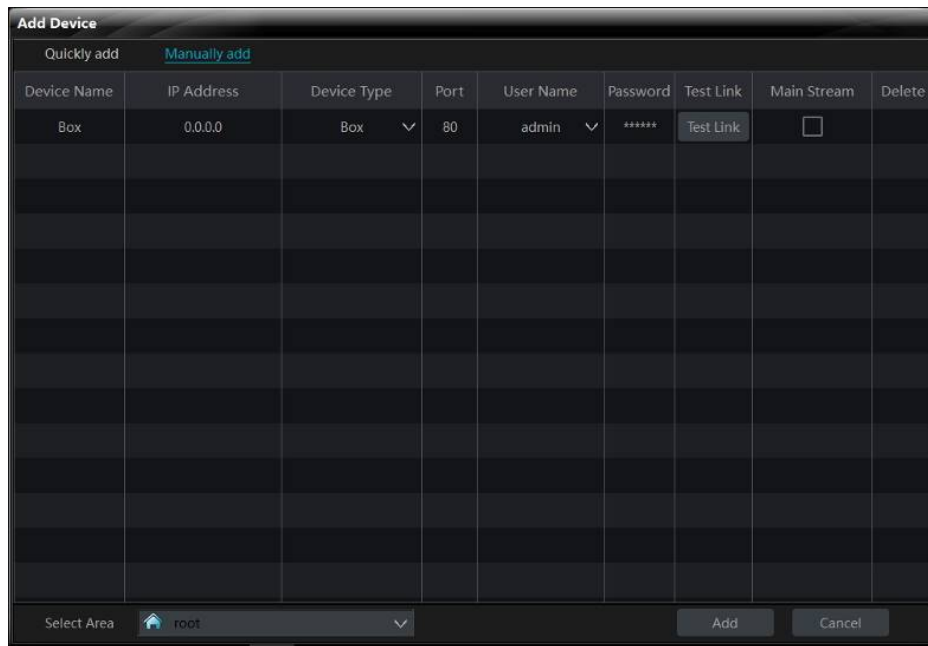 Add Device
Quickly add Manually add
Device Name IP Address Device Type Port User Name Password Test Link Main Stream Delete
Box 0.0.0.0 Box 80 admin ****** Test Link
Select Area root Add Cancel